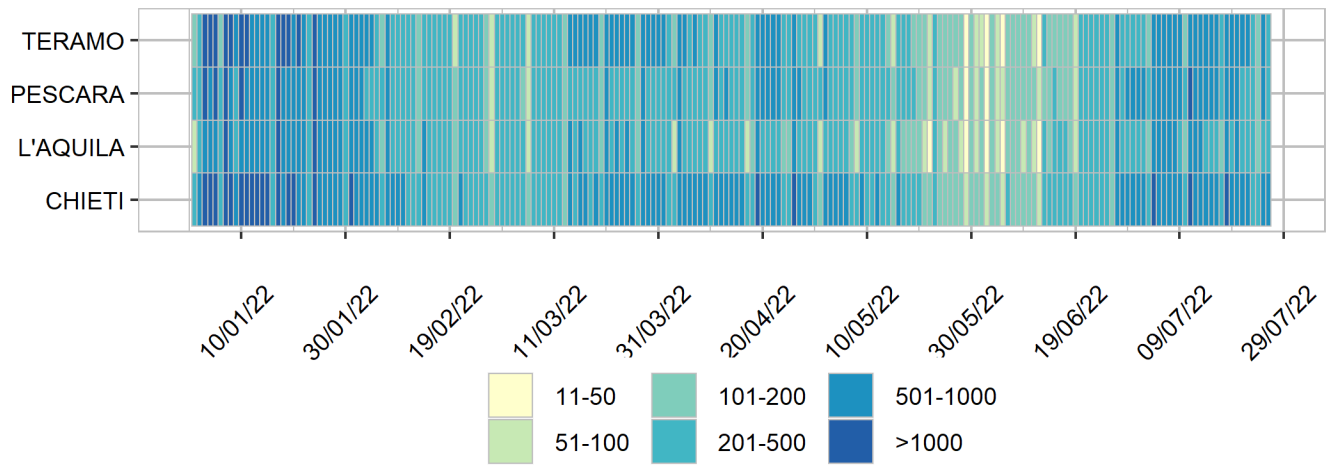 TERAMO
PESCARA
L'AQUILA
CHIETI
10/01/22 30/01/22 19/02/22 11/03/22 31/03/22 20/04/22 10/05/22 30/05/22 19/06/22 09/07/22 29/07/22
11-50 101-200 501-1000
51-100 201-500 >1000